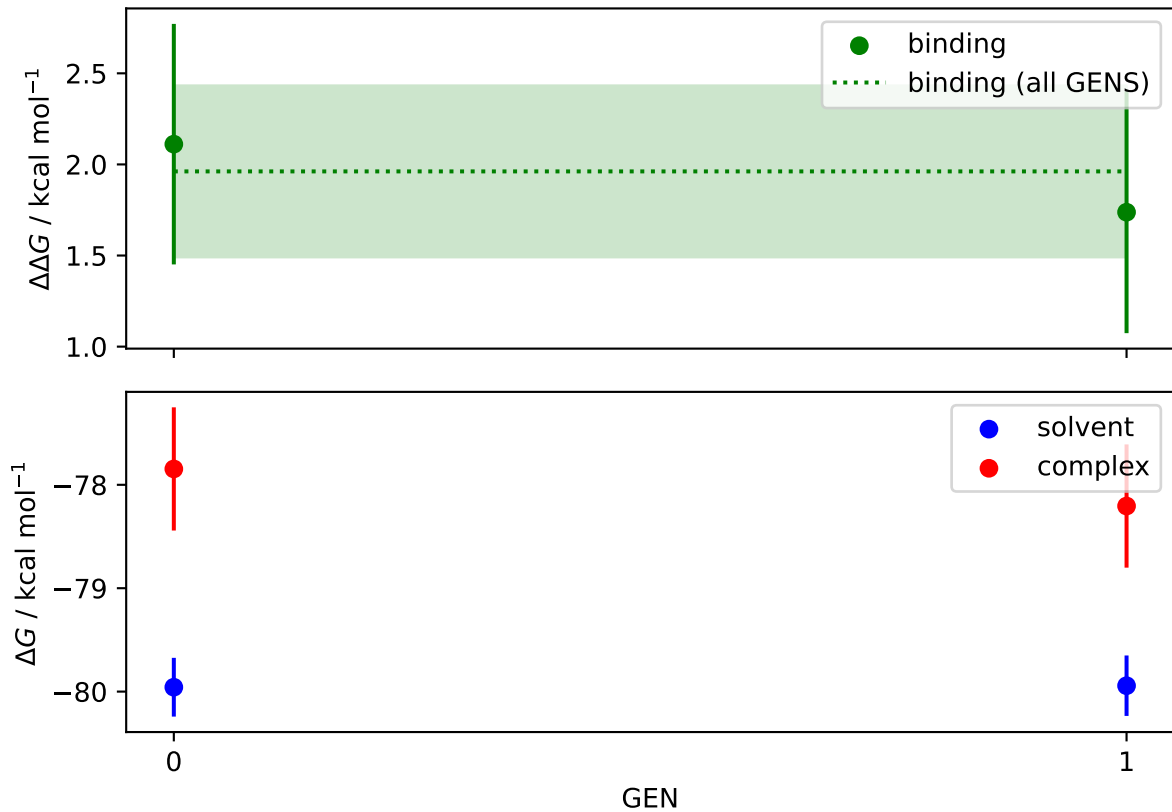 binding
binding (all GENS)
2.5
2.0
1.5
1.0
ΔΔG / kcal mol⁻¹
solvent
complex
−78
−79
−80
ΔG / kcal mol⁻¹
0 1
GEN